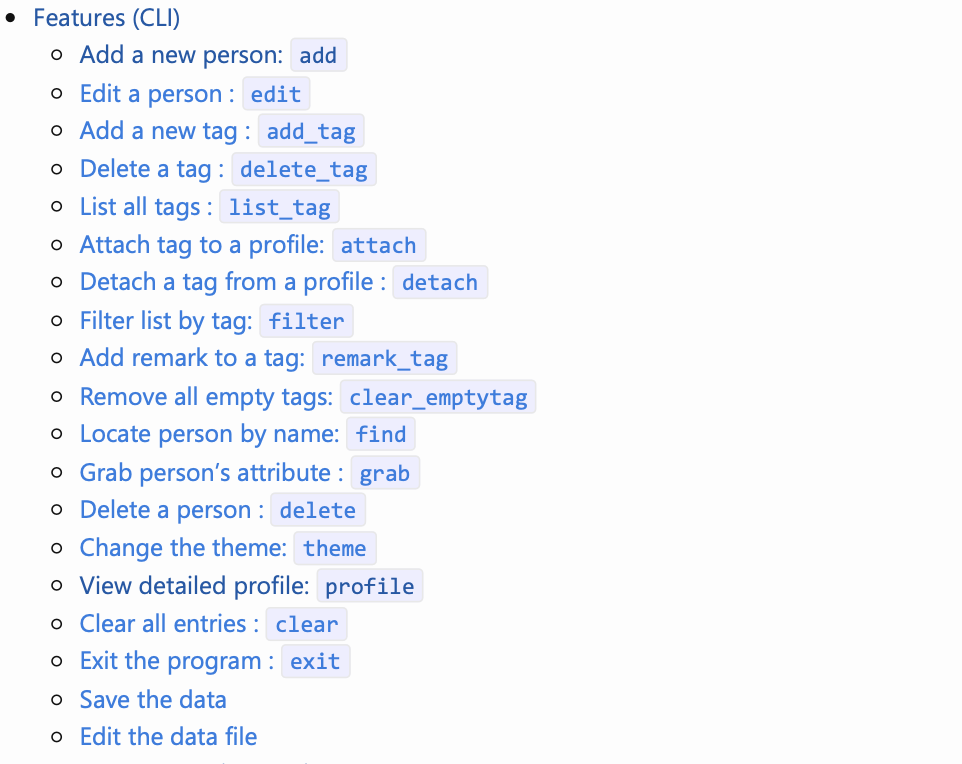 Features (CLI)
Add a new person: add
Edit a person : edit
Add a new tag : add_tag
Delete a tag : delete_tag
List all tags : list_tag
Attach tag to a profile: attach
Detach a tag from a profile : detach
Filter list by tag: filter
Add remark to a tag: remark_tag
Remove all empty tags: clear_emptytag
Locate person by name: find
Grab person’s attribute : grab
Delete a person : delete
Change the theme: theme
View detailed profile: profile
Clear all entries : clear
Exit the program : exit
Save the data
Edit the data file